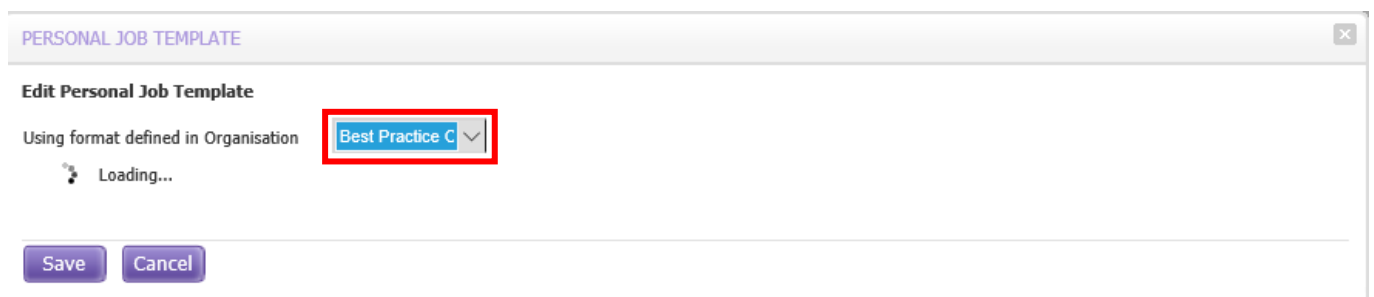 PERSONAL JOB TEMPLATE
Edit Personal Job Template
Using format defined in Organisation Best Practice C
Loading...
Save Cancel